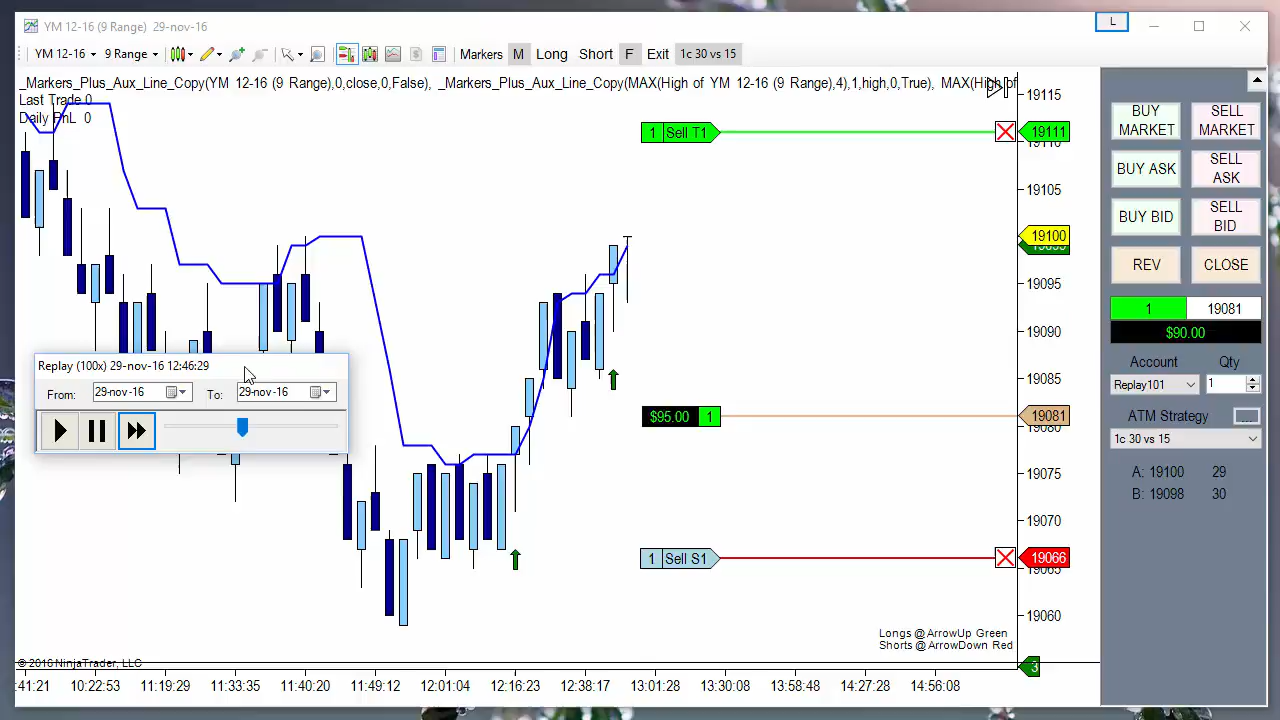 YM 12-16 (9 Range) 29-nov-16
L
YM 12-16 9 Range Markers M Long Short F Exit 1c 30 vs 15
_Markers_Plus_Aux_Line_Copy(YM 12-16 (9 Range),0,close,0,False), _Markers_Plus_Aux_Line_Copy(MAX(High of YM 12-16 (9 Range),4),1,high,0,True), MAX(High of
Last Trade 0
Daily PnL 0
1 Sell T1
$95.00 1
1 Sell S1
19115
19111
19110
19105
19100
19095
19090
19085
19081
19080
19075
19070
19066
19065
19060
3
Replay (100x) 29-nov-16 12:46:29
From: 29-nov-16 To: 29-nov-16
Longs @ArrowUp Green
Shorts @ArrowDown Red
© 2016 NinjaTrader, LLC
:41:21 10:22:53 11:19:29 11:33:35 11:40:20 11:49:12 12:01:04 12:16:23 12:38:17 13:01:28 13:30:08 13:58:48 14:27:28 14:56:08
BUY MARKET SELL MARKET
BUY ASK SELL ASK
BUY BID SELL BID
REV CLOSE
1 19081
$90.00
Account Qty
Replay101 1
ATM Strategy
1c 30 vs 15
A: 19100 29
B: 19098 30